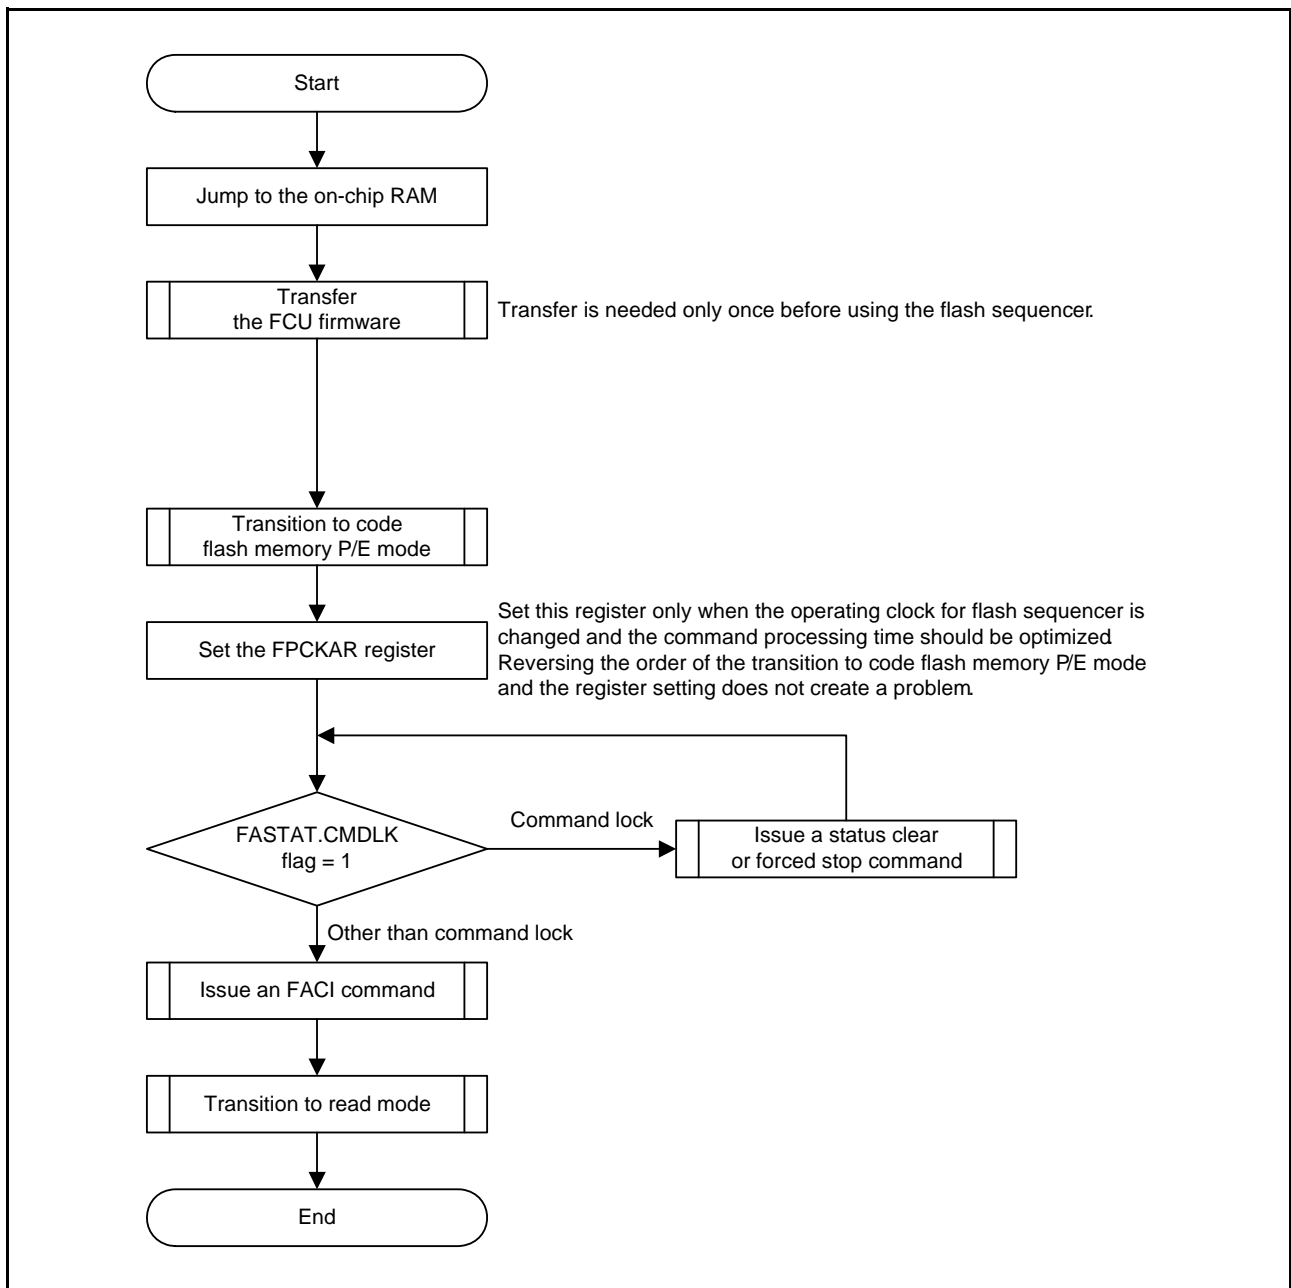 Start
Jump to the on-chip RAM
Transfer
the FCU firmware
Transfer is needed only once before using the flash sequencer.
Transition to code
flash memory P/E mode
Set the FPCKAR register
Set this register only when the operating clock for flash sequencer is
changed and the command processing time should be optimized.
Reversing the order of the transition to code flash memory P/E mode
and the register setting does not create a problem.
FASTAT.CMDLK
flag = 1
Command lock
Issue a status clear
or forced stop command
Other than command lock
Issue an FACI command
Transition to read mode
End